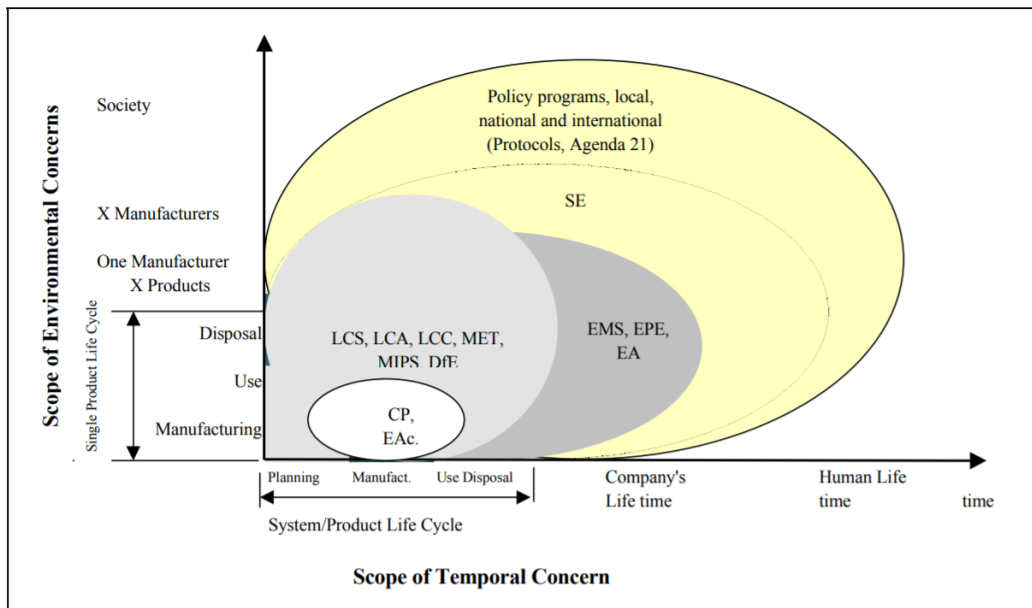 Scope of Environmental Concerns
Society
X Manufacturers
One Manufacturer
X Products
Single Product Life Cycle
Disposal
Use
Manufacturing
Policy programs, local,
national and international
(Protocols, Agenda 21)
SE
LCS, LCA, LCC, MET,
MIPS, DfE
EMS, EPE,
EA
CP,
EAc.
Planning Manufact. Use Disposal
System/Product Life Cycle
Company's
Life time
Human Life
time
time
Scope of Temporal Concern